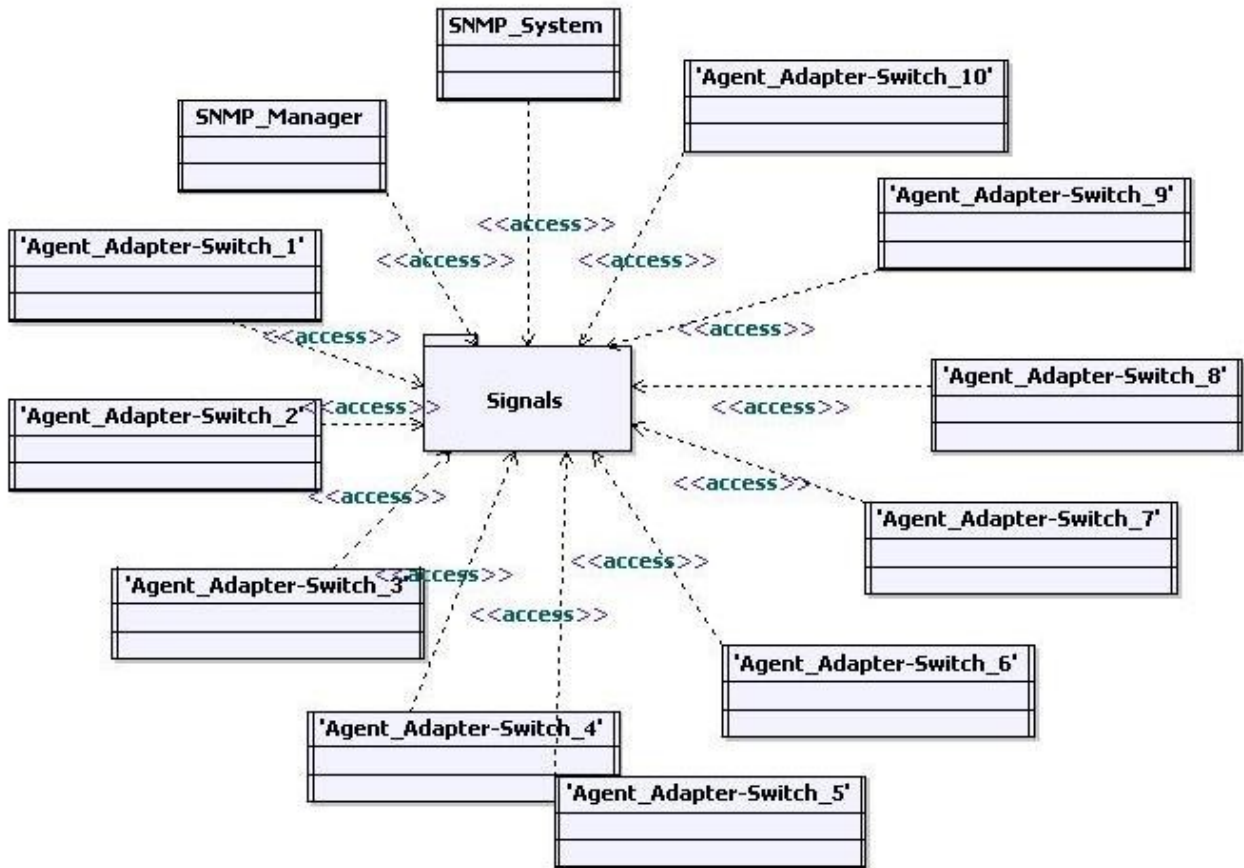 SNMP_System
'Agent_Adapter-Switch_10'
SNMP_Manager
'Agent_Adapter-Switch_9'
<<access>>
'Agent_Adapter-Switch_1'
<<access>>
<<access>>
<<access>>
<<access>>
'Agent_Adapter-Switch_8'
Signals
<<access>>
<<access>>
'Agent_Adapter-Switch_2'
<<access>>
<<access>>
'Agent_Adapter-Switch_7'
<<access>>
<<access>>
'Agent_Adapter-Switch_3'
<<access>>
'Agent_Adapter-Switch_6'
'Agent_Adapter-Switch_4'
'Agent_Adapter-Switch_5'